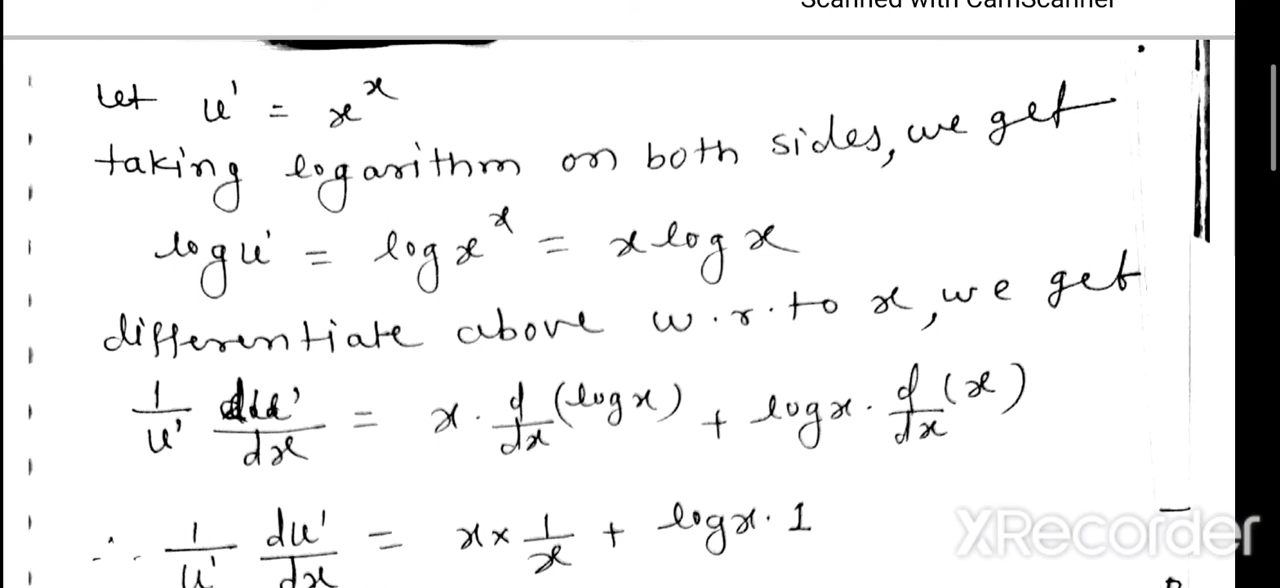 Scanned with CamScanner
Let u' = x^x
taking logarithm on both sides, we get
log u' = log x^x = x log x
differentiate above w.r.to x, we get
1/u' du'/dx = x · d/dx (log x) + log x · d/dx (x)
∴ 1/u' du'/dx = x × 1/x + log x · 1
XRecorder